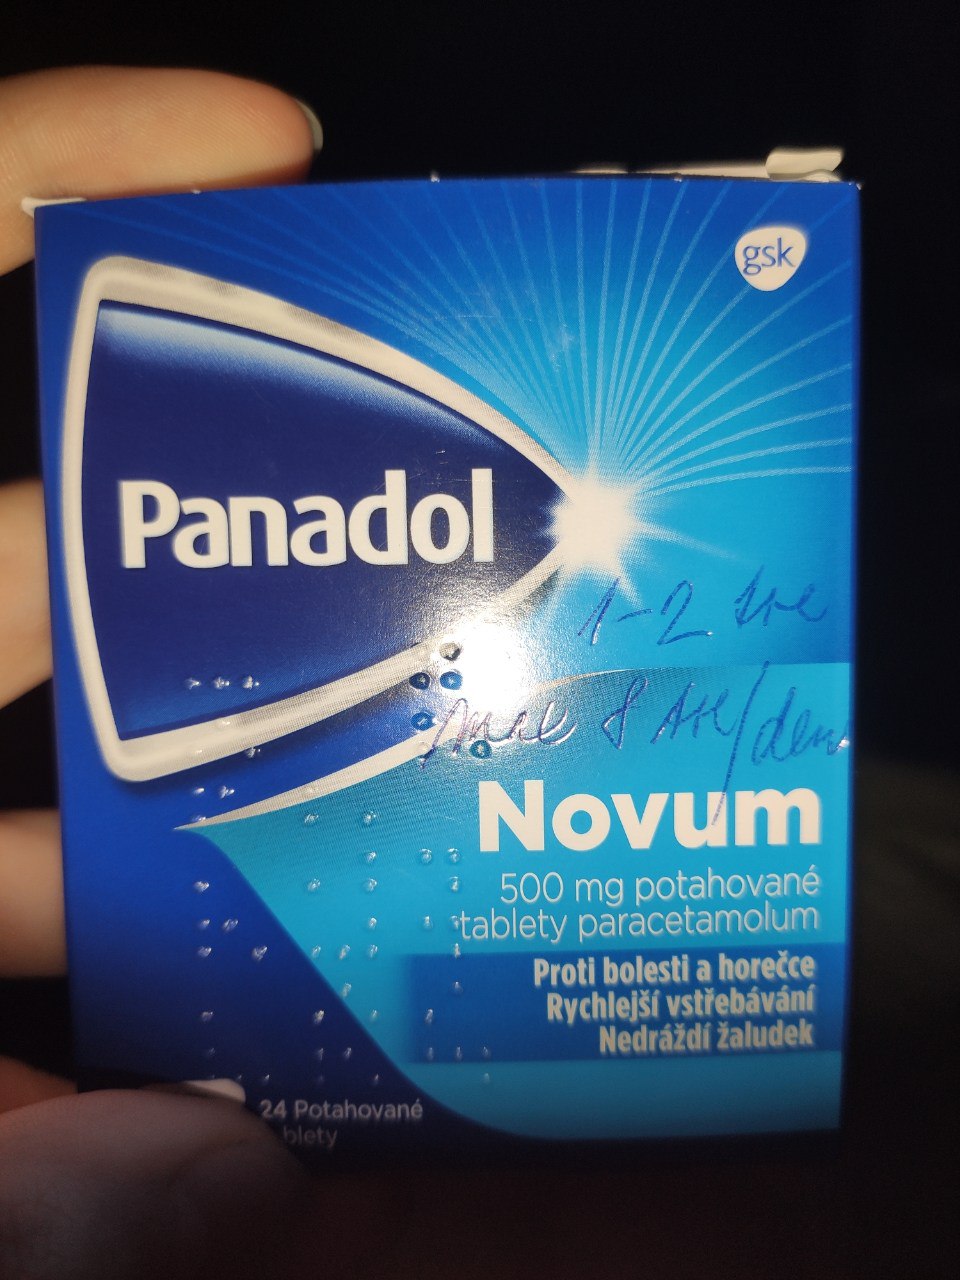 gsk
Panadol
1-2 tbl
max 8 tbl/den
Novum
500 mg potahované
tablety paracetamolum
Proti bolesti a horečce
Rychlejší vstřebávání
Nedráždí žaludek
24 Potahované
blety